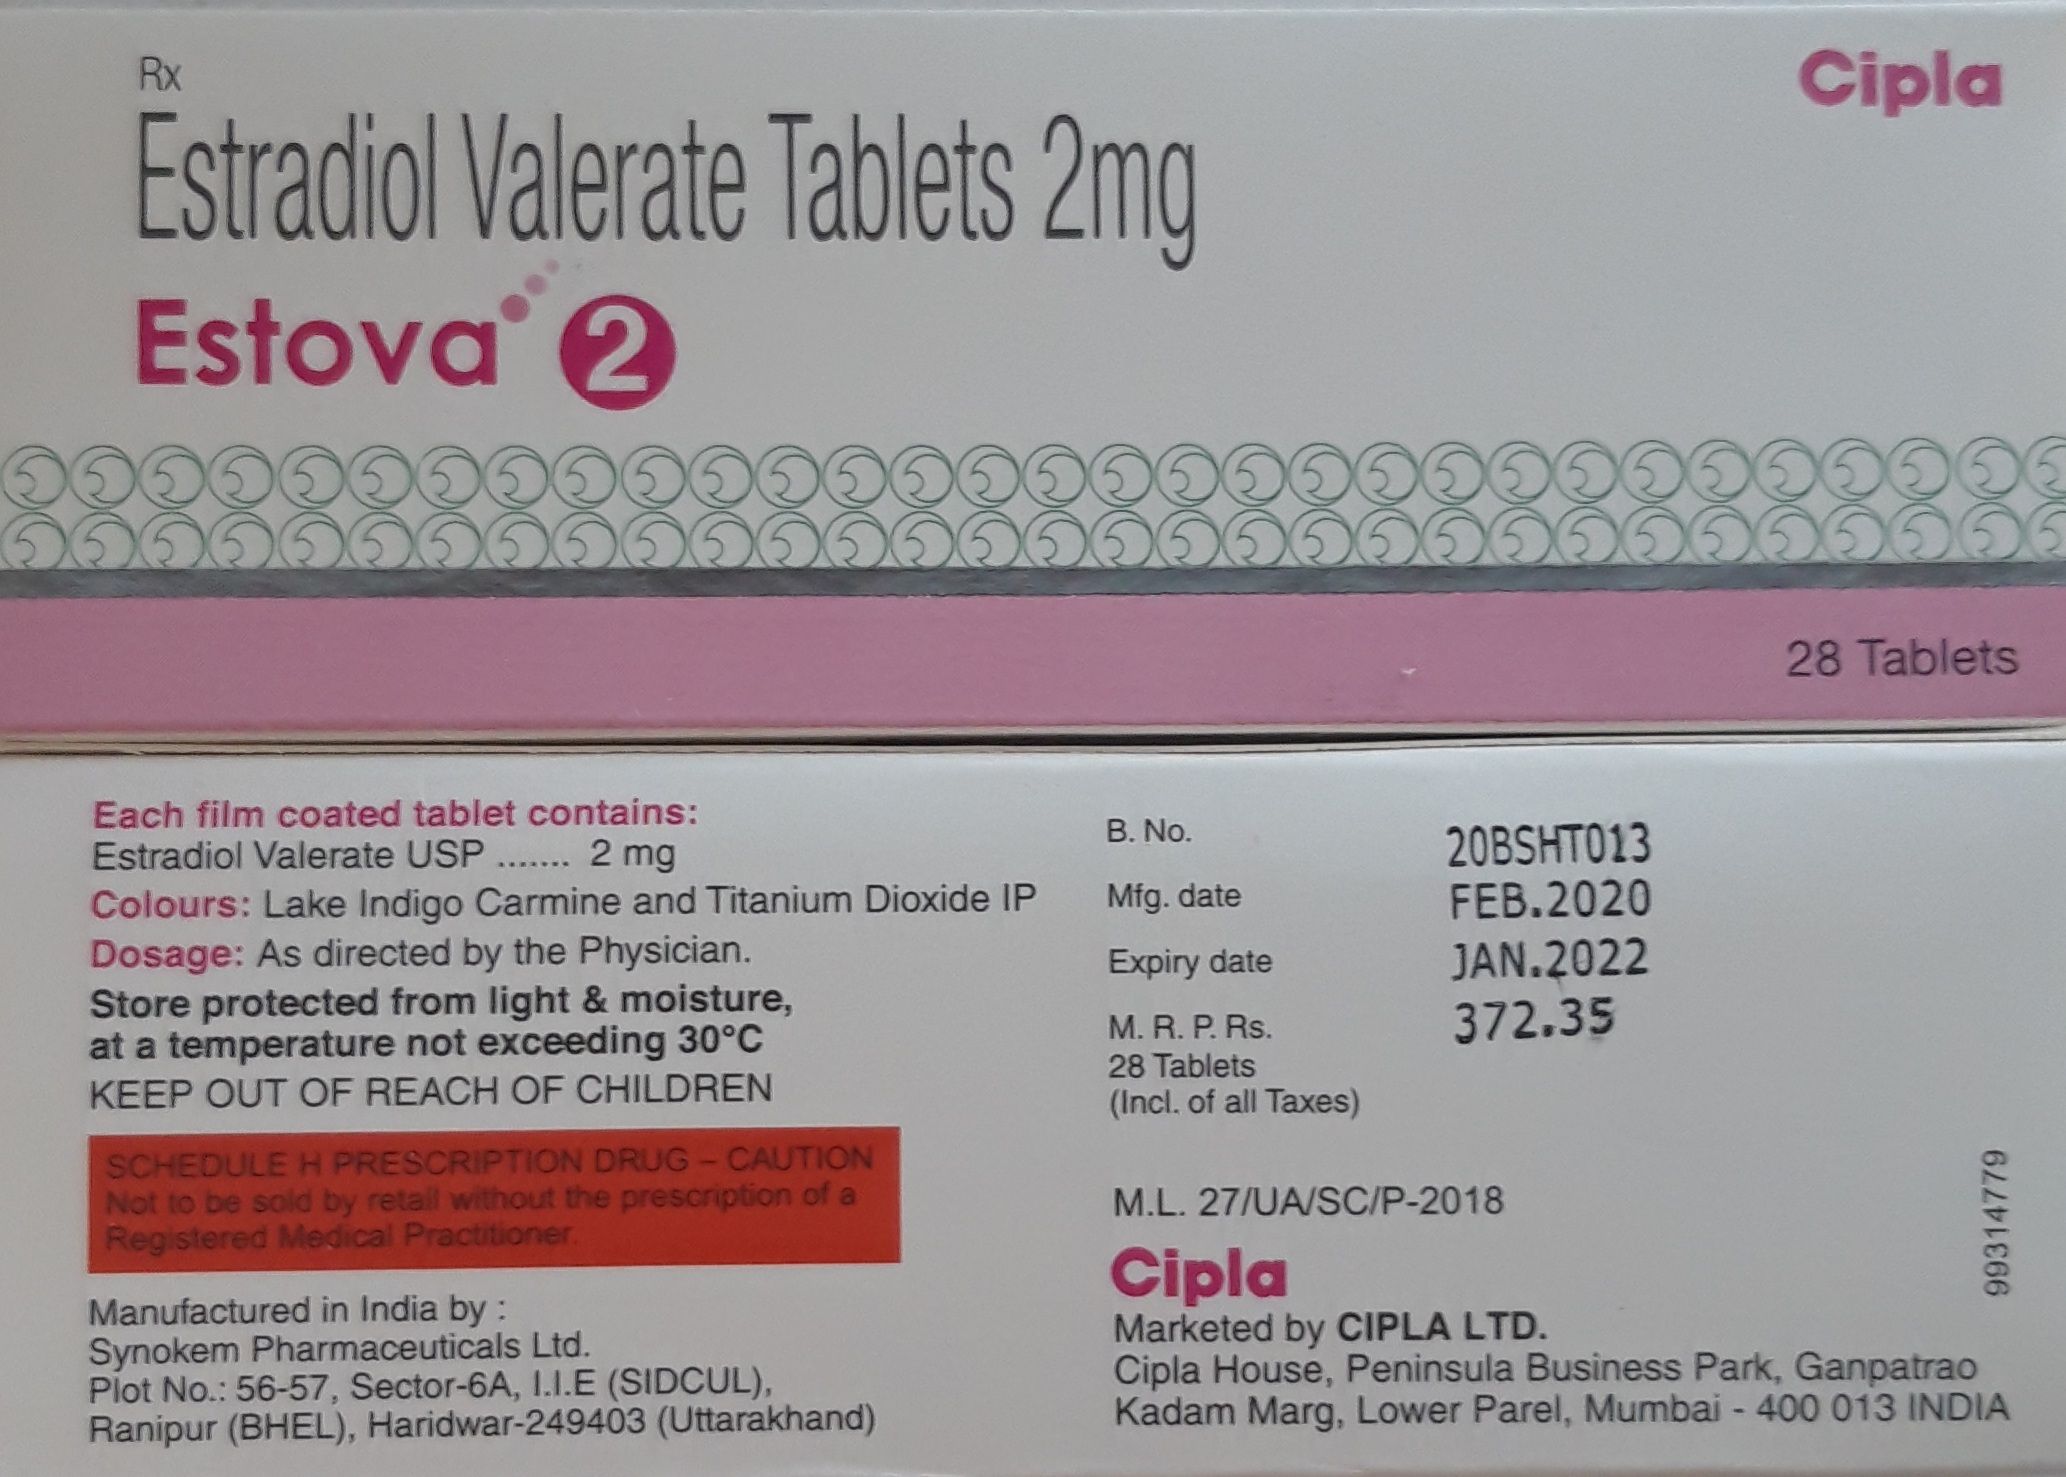 Rx
Cipla
Estradiol Valerate Tablets 2mg
Estova 2
28 Tablets
Each film coated tablet contains:
Estradiol Valerate USP ....... 2 mg
Colours: Lake Indigo Carmine and Titanium Dioxide IP
Dosage: As directed by the Physician.
Store protected from light & moisture,
at a temperature not exceeding 30°C
KEEP OUT OF REACH OF CHILDREN
SCHEDULE H PRESCRIPTION DRUG – CAUTION
Not to be sold by retail without the prescription of a
Registered Medical Practitioner.
Manufactured in India by :
Synokem Pharmaceuticals Ltd.
Plot No.: 56-57, Sector-6A, I.I.E (SIDCUL),
Ranipur (BHEL), Haridwar-249403 (Uttarakhand)
B. No. 20BSHT013
Mfg. date FEB.2020
Expiry date JAN.2022
M. R. P. Rs. 372.35
28 Tablets
(Incl. of all Taxes)
M.L. 27/UA/SC/P-2018
Cipla
Marketed by CIPLA LTD.
Cipla House, Peninsula Business Park, Ganpatrao
Kadam Marg, Lower Parel, Mumbai - 400 013 INDIA
99314779